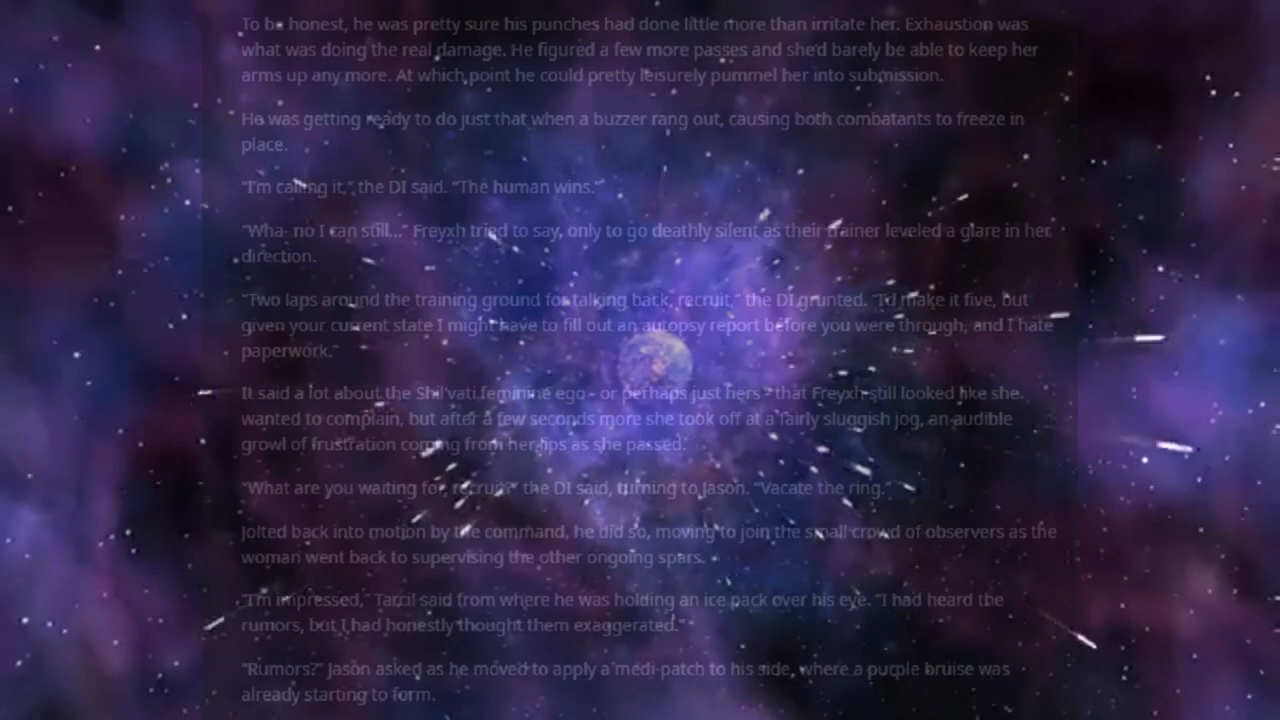 To be honest, he was pretty sure his punches had done little more than irritate her. Exhaustion was
what was doing the real damage. He figured a few more passes and she'd barely be able to keep her
arms up any more. At which point he could pretty leisurely pummel her into submission.
He was getting ready to do just that when a buzzer rang out, causing both combatants to freeze in
place.
“I'm calling it,” the DI said. “The human wins.”
“Wha- no I can still...” Freyxh tried to say, only to go deathly silent as their trainer leveled a glare in her
direction.
“Two laps around the training ground for talking back, recruit,” the DI grunted. “I'd make it five, but
given your current state I might have to fill out an autopsy report before you were through, and I hate
paperwork.”
It said a lot about the Shil'vati feminine ego - or perhaps just hers - that Freyxh still looked like she
wanted to complain, but after a few seconds more she took off at a fairly sluggish jog, an audible
growl of frustration coming from her lips as she passed.
“What are you waiting for, recruit?” the DI said, turning to Jason. “Vacate the ring.”
Jolted back into motion by the command, he did so, moving to join the small crowd of observers as the
woman went back to supervising the other ongoing spars.
“I'm impressed,” Tarcil said from where he was holding an ice pack over his eye. “I had heard the
rumors, but I had honestly thought them exaggerated.”
“Rumors?” Jason asked as he moved to apply a medi-patch to his side, where a purple bruise was
already starting to form.